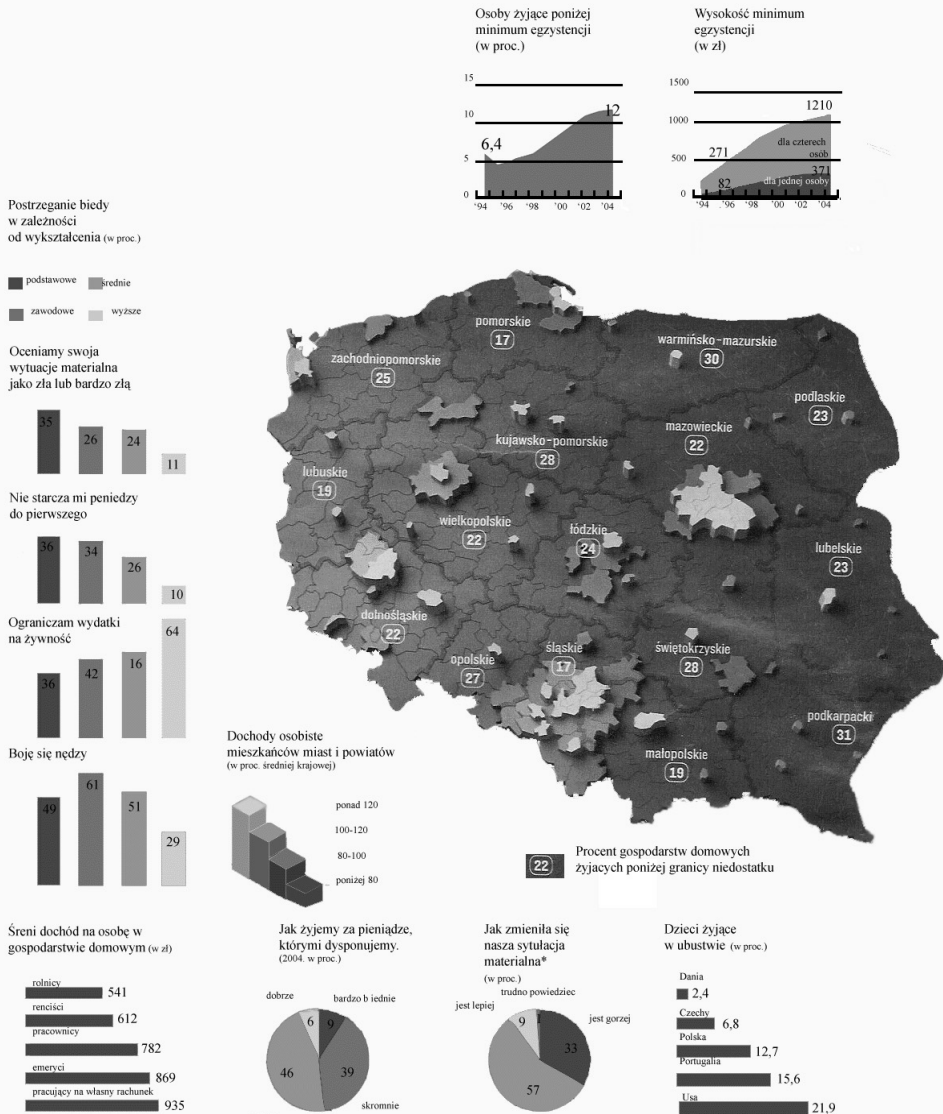 Osoby żyjące poniżej
minimum egzystencji
(w proc.)
15
10
5
0
6,4
12
'94 '96 '98 '00 '02 '04
Wysokość minimum
egzystencji
(w zł)
1500
1000
500
0
1210
271
dla czterech
osób
371
82
dla jednej osoby
'94 '96 '98 '00 '02 '04
Postrzeganie biedy
w zależności
od wykształcenia (w proc.)
podstawowe
średnie
zawodowe
wyższe
Oceniamy swoja
wytuacje materialna
jako zła lub bardzo złą
35 26 24 11
Nie starcza mi peniedzy
do pierwszego
36 34 26 10
Ograniczam wydatki
na żywność
36 42 16 64
Boję się nędzy
49 61 51 29
pomorskie
17
warmińsko-mazurskie
30
zachodniopomorskie
25
podlaskie
23
mazowieckie
22
kujawsko-pomorskie
28
lubuskie
19
wielkopolskie
22
łódzkie
24
lubelskie
23
dolnośląskie
22
opolskie
27
śląskie
17
świętokrzyskie
28
podkarpacki
31
małopolskie
19
Dochody osobiste
mieszkańców miast i powiatów
(w proc. średniej krajowej)
ponad 120
100-120
80-100
poniżej 80
22
Procent gospodarstw domowych
żyjacych poniżej granicy niedostatku
Śreni dochód na osobę w
gospodarstwie domowym (w zł)
rolnicy
541
renciści
612
pracownicy
782
emeryci
869
pracujący na własny rachunek
935
Jak żyjemy za pieniądze,
którymi dysponujemy.
(2004. w proc.)
dobrze
bardzo b iednie
6
9
46
39
skromnie
Jak zmieniła się
nasza sytułacja
materialna*
(w proc.)
trudno powiedziec
jest lepiej
jest gorzej
9
1
33
57
Dzieci żyjące
w ubustwie (w proc.)
Dania
2,4
Czechy
6,8
Polska
12,7
Portugalia
15,6
Usa
21,9